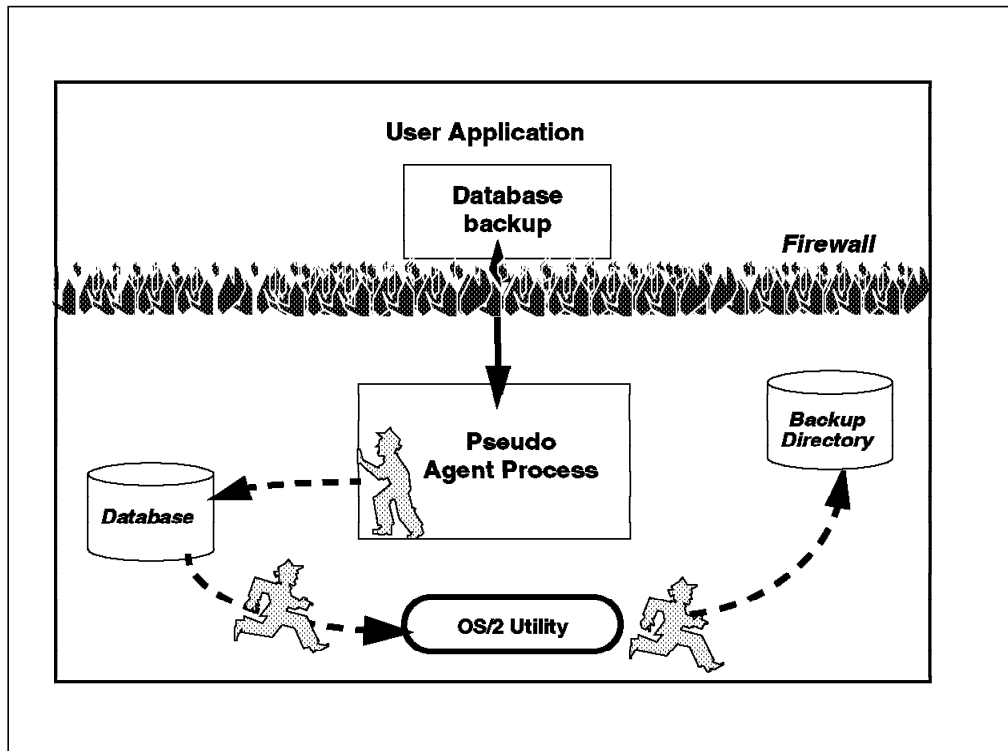 User Application
Database
backup
Firewall
Pseudo
Agent Process
Backup
Directory
Database
OS/2 Utility